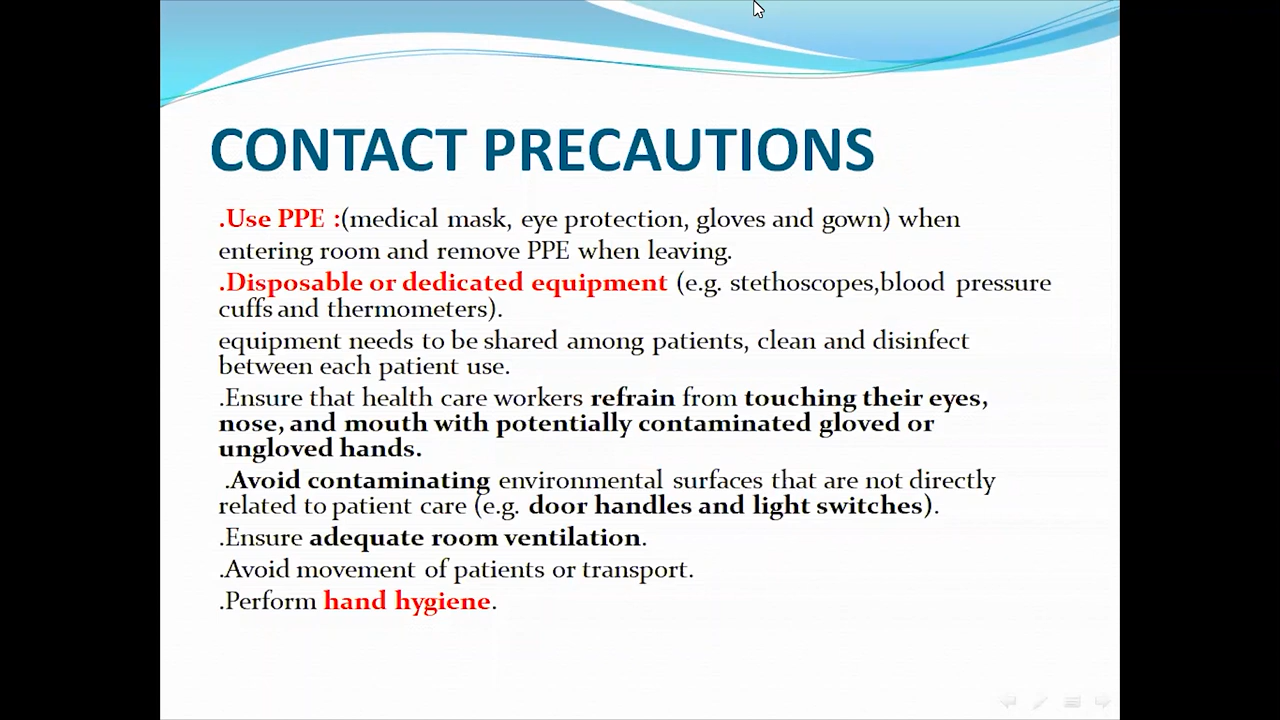 CONTACT PRECAUTIONS
.Use PPE :(medical mask, eye protection, gloves and gown) when
entering room and remove PPE when leaving.
.Disposable or dedicated equipment (e.g. stethoscopes,blood pressure
cuffs and thermometers).
equipment needs to be shared among patients, clean and disinfect
between each patient use.
.Ensure that health care workers refrain from touching their eyes,
nose, and mouth with potentially contaminated gloved or
ungloved hands.
.Avoid contaminating environmental surfaces that are not directly
related to patient care (e.g. door handles and light switches).
.Ensure adequate room ventilation.
.Avoid movement of patients or transport.
.Perform hand hygiene.